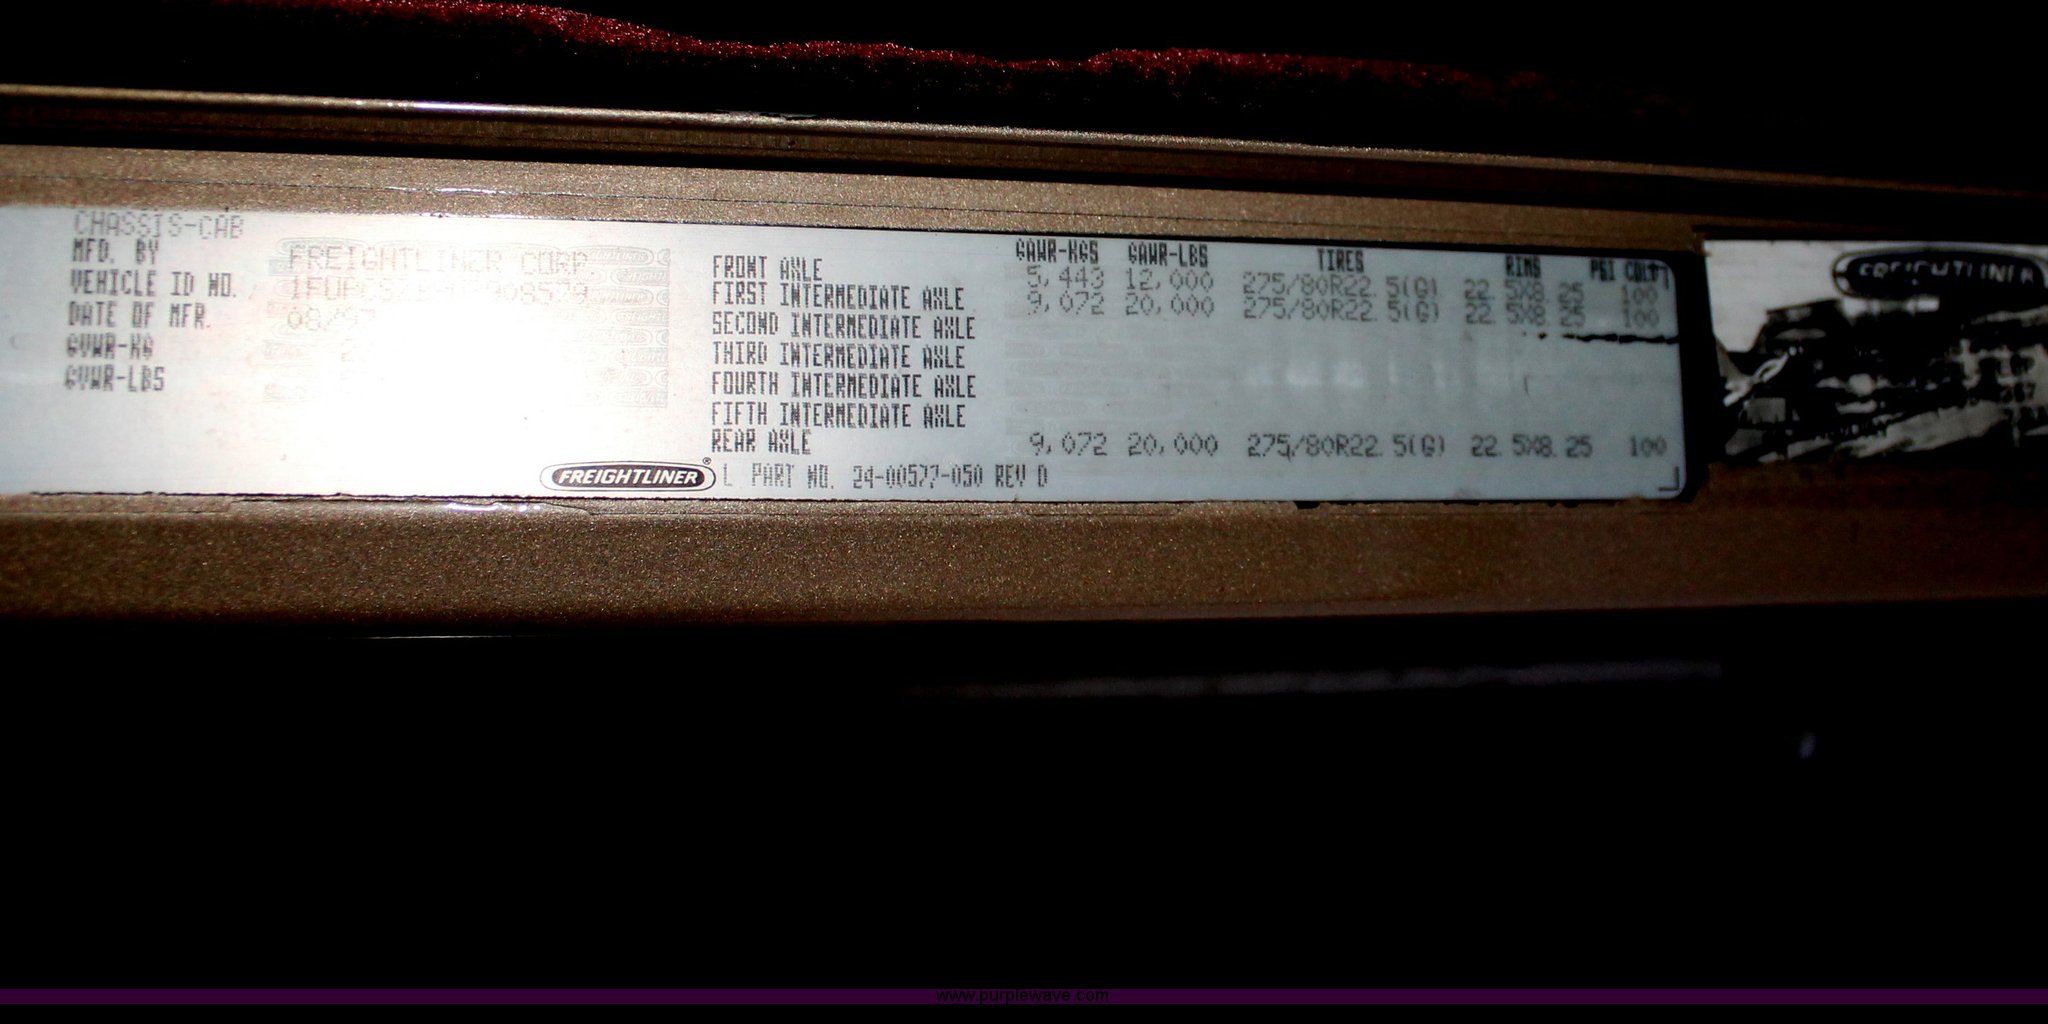 CHASSIS-CAB
MFD. BY FREIGHTLINER CORP.
VEHICLE ID NO.
DATE OF MFR. 08/97
GVWR-KG
GVWR-LBS
GAWR-KGS GAWR-LBS TIRES RIMS PSI COLD
FRONT AXLE 5,443 12,000 275/80R22.5(G) 22.5X8.25 100
FIRST INTERMEDIATE AXLE 9,072 20,000 275/80R22.5(G) 22.5X8.25 100
SECOND INTERMEDIATE AXLE
THIRD INTERMEDIATE AXLE
FOURTH INTERMEDIATE AXLE
FIFTH INTERMEDIATE AXLE
REAR AXLE 9,072 20,000 275/80R22.5(G) 22.5X8.25 100
FREIGHTLINER® L PART NO. 24-00577-050 REV D
FREIGHTLINER
www.purplewave.com